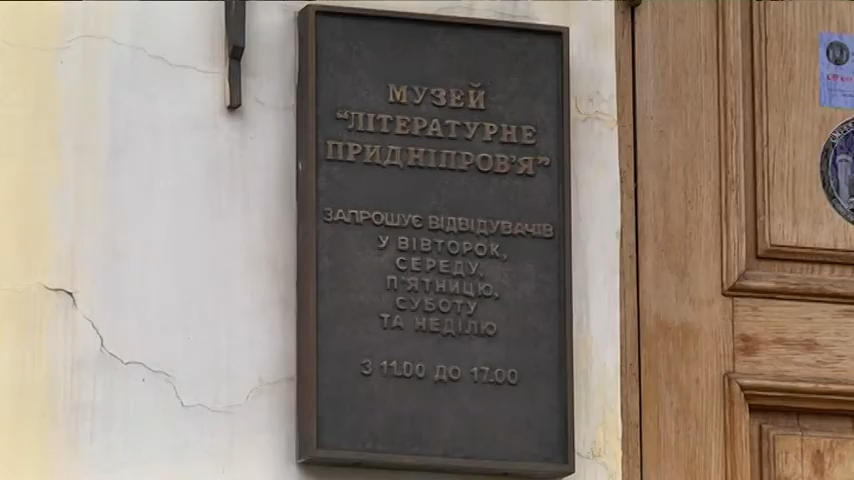 МУЗЕЙ
“ЛІТЕРАТУРНЕ
ПРИДНІПРОВ'Я”
ЗАПРОШУЄ ВІДВІДУВАЧІВ
У ВІВТОРОК,
СЕРЕДУ,
П'ЯТНИЦЮ,
СУБОТУ
ТА НЕДІЛЮ
З 11.00 ДО 17.00